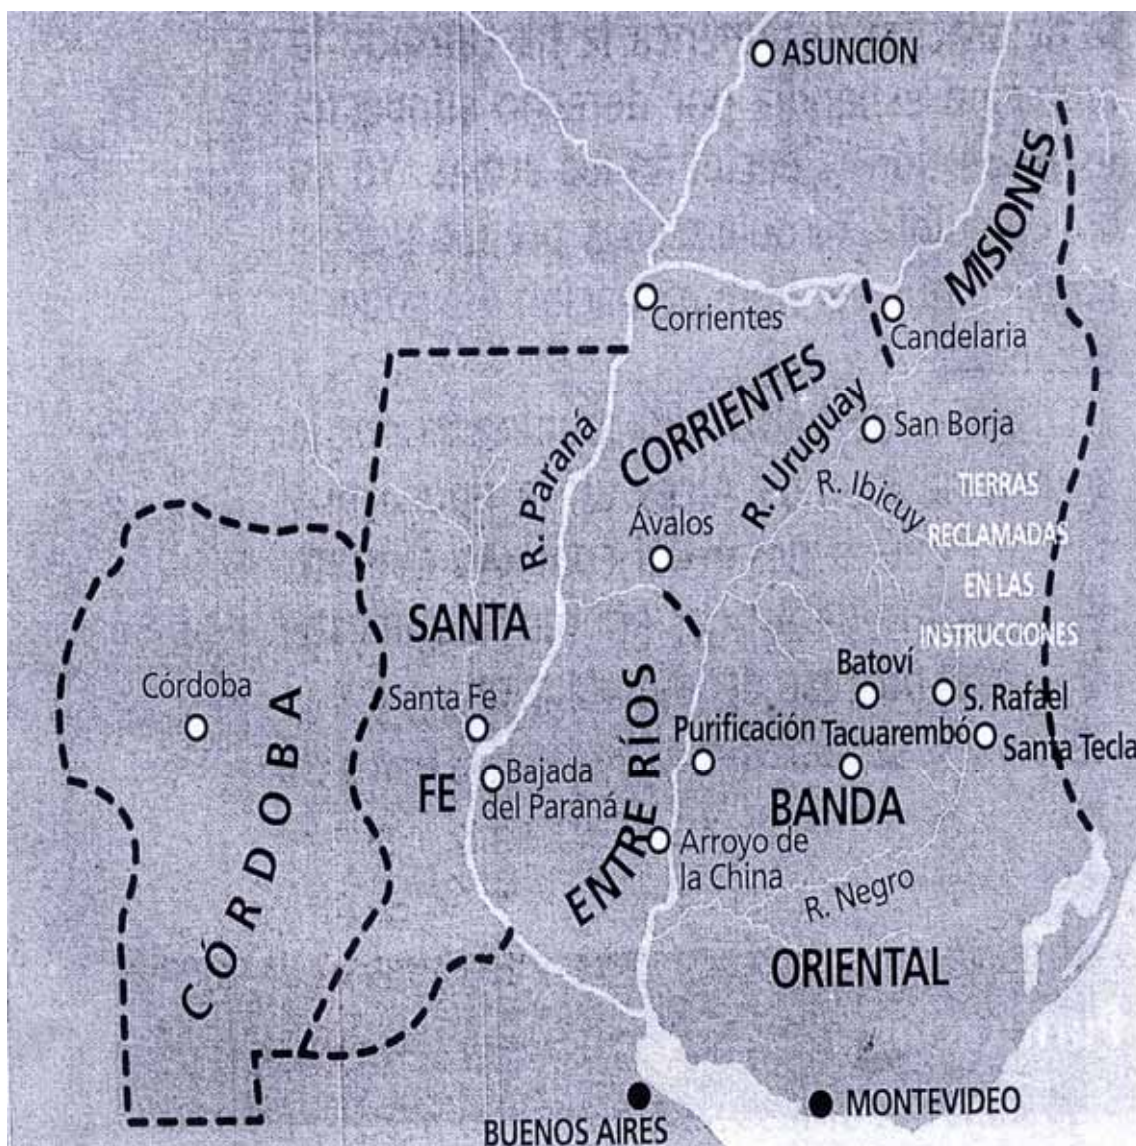 ASUNCIÓN
MISIONES
Corrientes
Candelaria
CORRIENTES
San Borja
R. Paraná
R. Uruguay
R. Ibicuy
TIERRAS
RECLAMADAS
EN LAS
INSTRUCCIONES
Ávalos
SANTA
FE
Batoví
S. Rafael
Córdoba
CÓRDOBA
Santa Fe
ENTRE RÍOS
Purificación
Tacuarembó
Santa Tecla
Bajada
del Paraná
BANDA
ORIENTAL
Arroyo de
la China
R. Negro
BUENOS AIRES
MONTEVIDEO